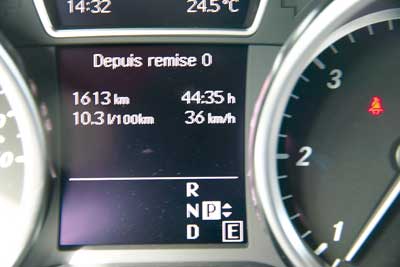 14:32 24.5°C
Depuis remise 0
1613 km 44:35 h
10.3 l/100km 36 km/h
R
N P
D E
3
2
1
0